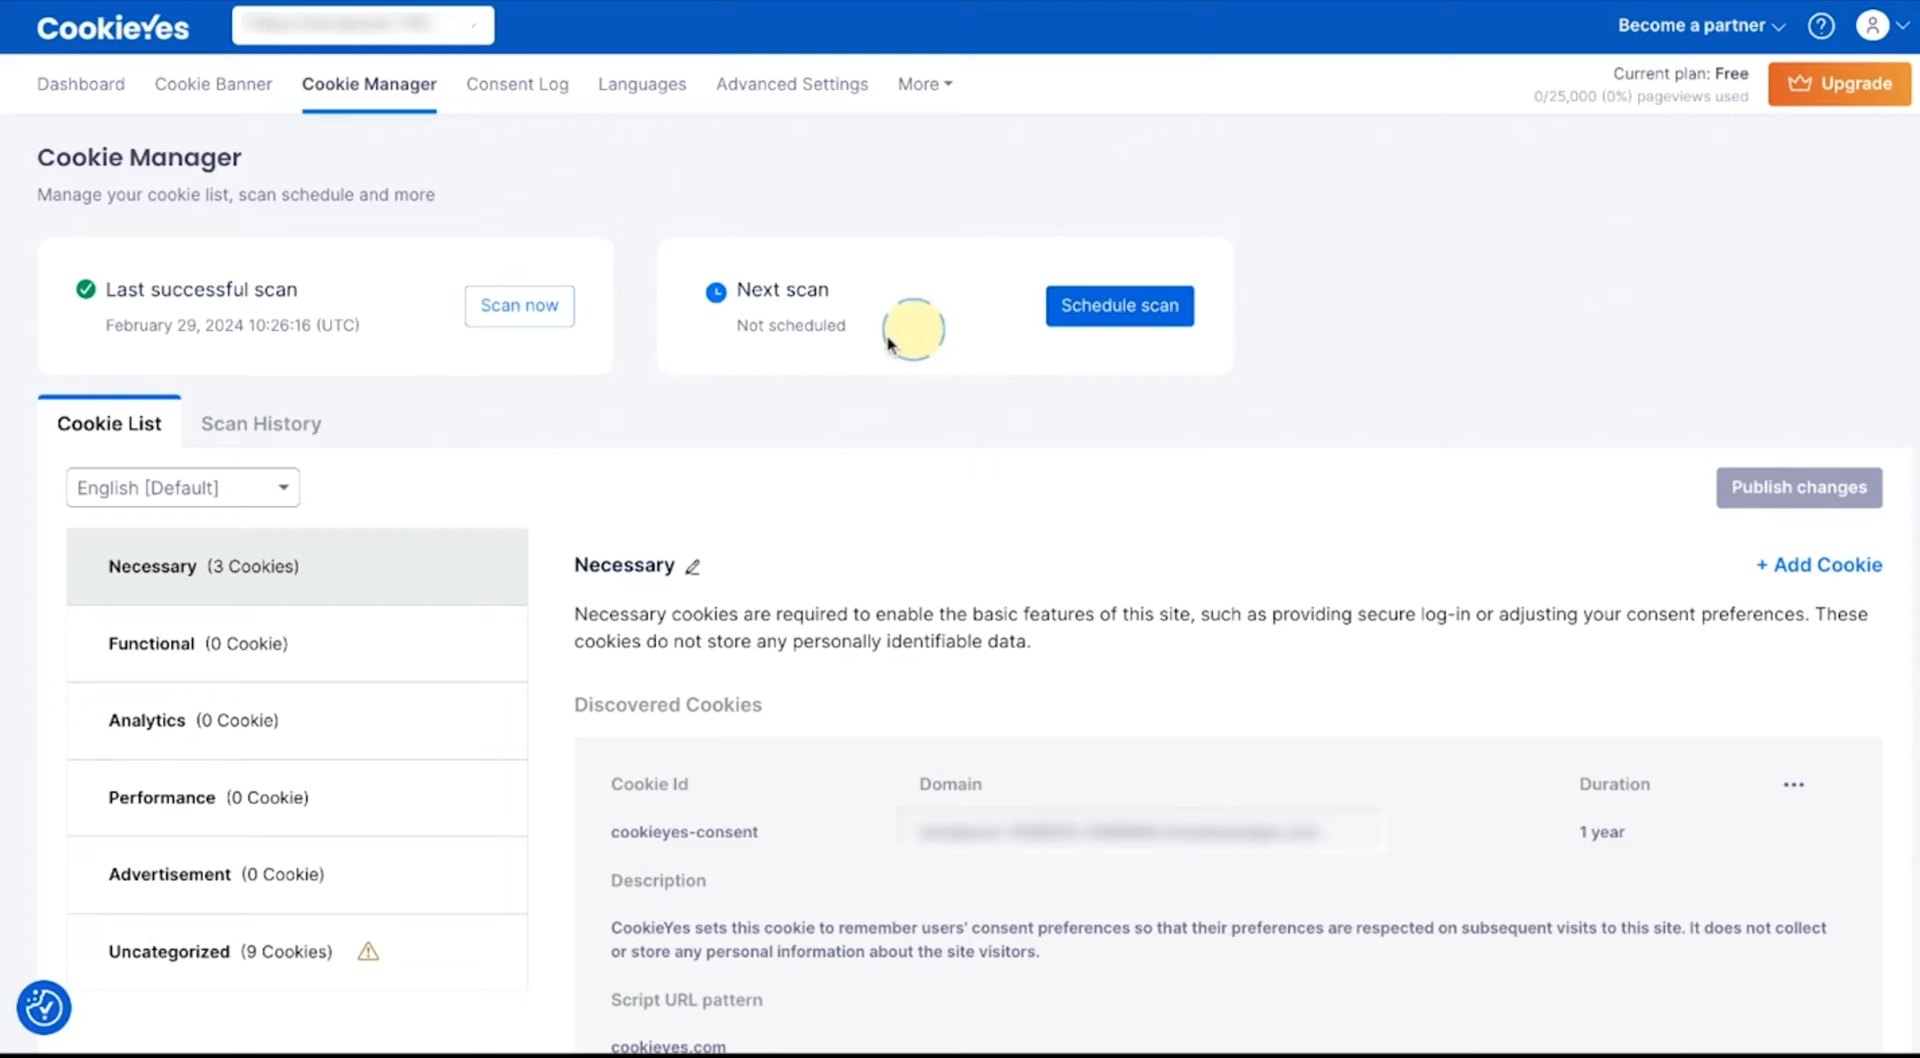 CookieYes
Become a partner
Dashboard
Cookie Banner
Cookie Manager
Consent Log
Languages
Advanced Settings
More
Current plan: Free
0/25,000 (0%) pageviews used
Upgrade
Cookie Manager
Manage your cookie list, scan schedule and more
Last successful scan
February 29, 2024 10:26:16 (UTC)
Scan now
Next scan
Not scheduled
Schedule scan
Cookie List
Scan History
English [Default]
Publish changes
Necessary (3 Cookies)
Functional (0 Cookie)
Analytics (0 Cookie)
Performance (0 Cookie)
Advertisement (0 Cookie)
Uncategorized (9 Cookies)
Necessary
+ Add Cookie
Necessary cookies are required to enable the basic features of this site, such as providing secure log-in or adjusting your consent preferences. These
cookies do not store any personally identifiable data.
Discovered Cookies
Cookie Id
Domain
Duration
cookieyes-consent
1 year
Description
CookieYes sets this cookie to remember users' consent preferences so that their preferences are respected on subsequent visits to this site. It does not collect
or store any personal information about the site visitors.
Script URL pattern
cookieyes.com